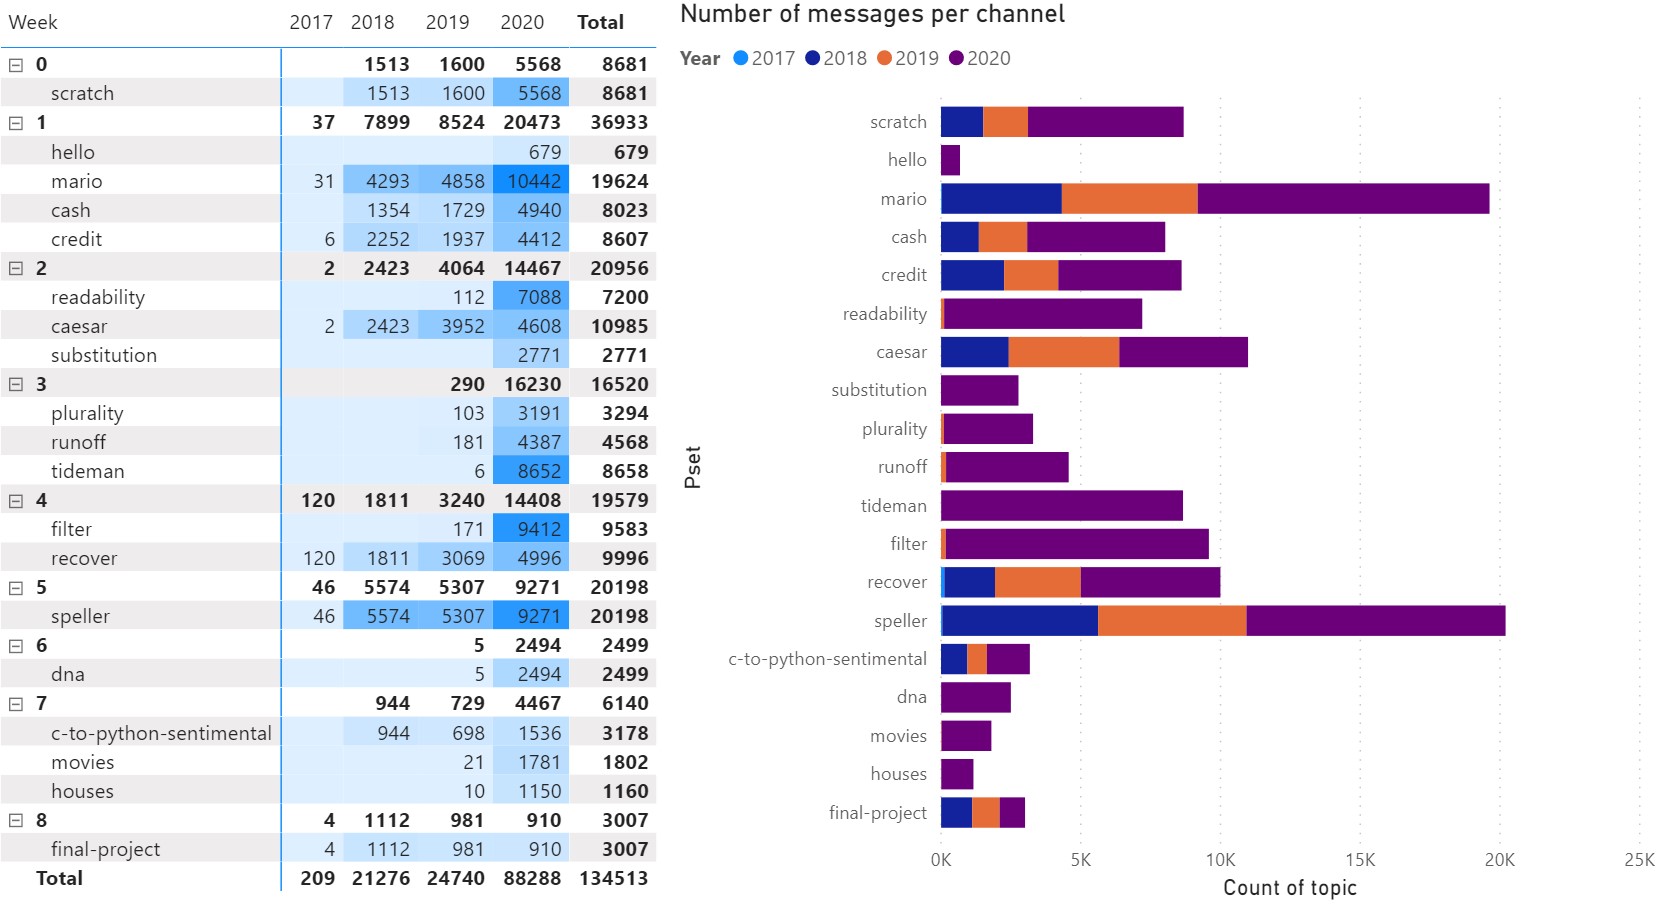 Week 2017 2018 2019 2020 Total
0 1513 1600 5568 8681
scratch 1513 1600 5568 8681
1 37 7899 8524 20473 36933
hello 679 679
mario 31 4293 4858 10442 19624
cash 1354 1729 4940 8023
credit 6 2252 1937 4412 8607
2 2 2423 4064 14467 20956
readability 112 7088 7200
caesar 2 2423 3952 4608 10985
substitution 2771 2771
3 290 16230 16520
plurality 103 3191 3294
runoff 181 4387 4568
tideman 6 8652 8658
4 120 1811 3240 14408 19579
filter 171 9412 9583
recover 120 1811 3069 4996 9996
5 46 5574 5307 9271 20198
speller 46 5574 5307 9271 20198
6 5 2494 2499
dna 5 2494 2499
7 944 729 4467 6140
c-to-python-sentimental 944 698 1536 3178
movies 21 1781 1802
houses 10 1150 1160
8 4 1112 981 910 3007
final-project 4 1112 981 910 3007
Total 209 21276 24740 88288 134513
Number of messages per channel
Year 2017 2018 2019 2020
Pset
scratch
hello
mario
cash
credit
readability
caesar
substitution
plurality
runoff
tideman
filter
recover
speller
c-to-python-sentimental
dna
movies
houses
final-project
0K 5K 10K 15K 20K 25K
Count of topic